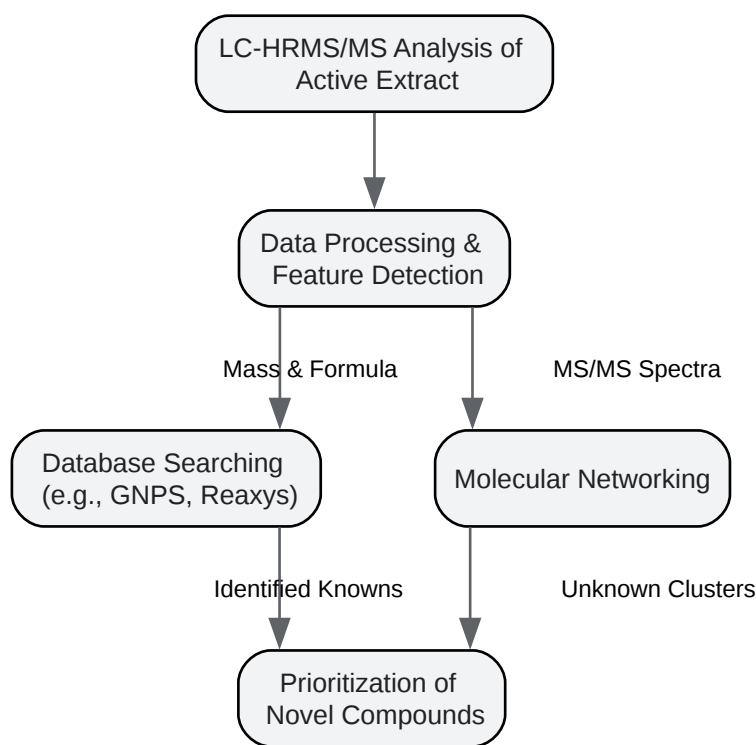 LC-HRMS/MS Analysis of
Active Extract
Data Processing &
Feature Detection
Mass & Formula
MS/MS Spectra
Database Searching
(e.g., GNPS, Reaxys)
Molecular Networking
Identified Knowns
Unknown Clusters
Prioritization of
Novel Compounds